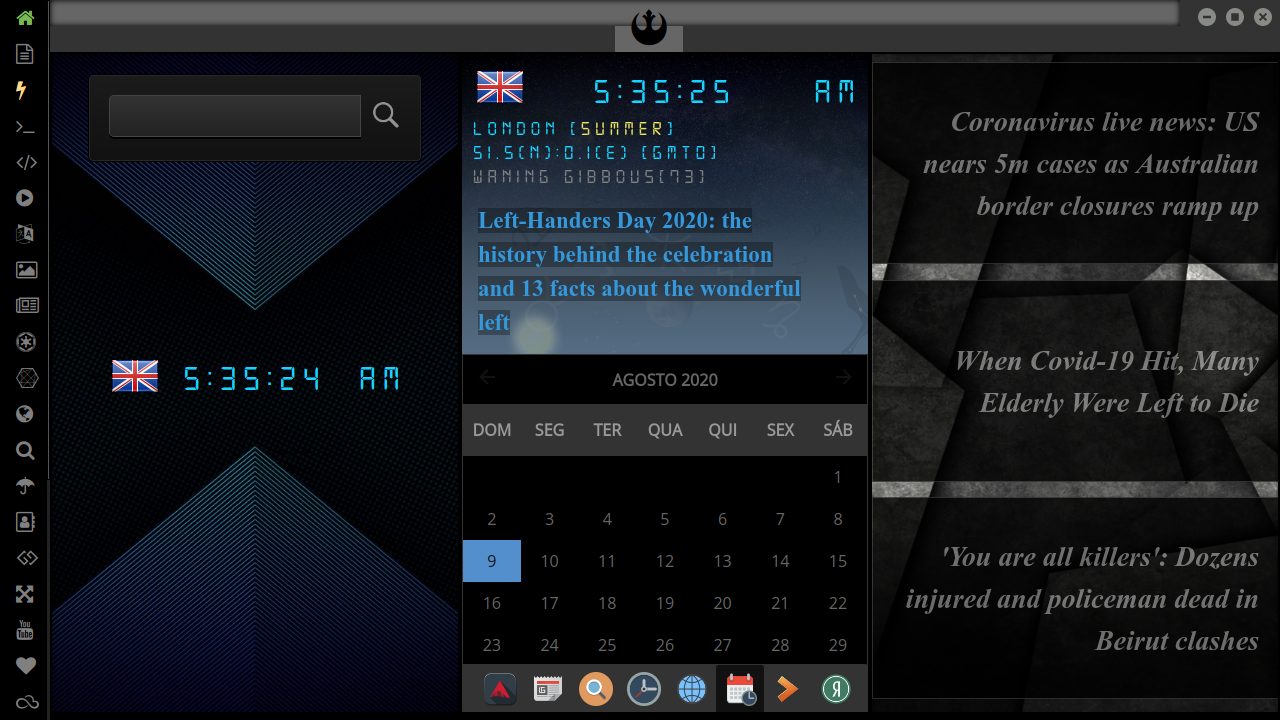 5:35:24 AM
5:35:25 AM
LONDON (SUMMER)
51.5(N):0.1(E) (GMT0)
WANING GIBBOUS(73)
Left-Handers Day 2020: the
history behind the celebration
and 13 facts about the wonderful
left
AGOSTO 2020
DOM SEG TER QUA QUI SEX SÁB
1
2 3 4 5 6 7 8
9 10 11 12 13 14 15
16 17 18 19 20 21 22
23 24 25 26 27 28 29
Coronavirus live news: US
nears 5m cases as Australian
border closures ramp up
When Covid-19 Hit, Many
Elderly Were Left to Die
'You are all killers': Dozens
injured and policeman dead in
Beirut clashes
You
Tube
Я